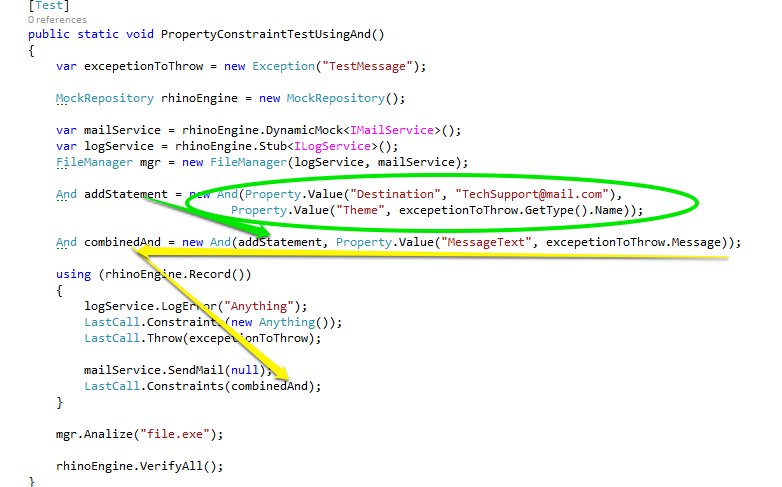 [Test]
0 references
public static void PropertyConstraintTestUsingAnd()
{
var excepetionToThrow = new Exception("TestMessage");
MockRepository rhinoEngine = new MockRepository();
var mailService = rhinoEngine.DynamicMock<IMailService>();
var logService = rhinoEngine.Stub<ILogService>();
FileManager mgr = new FileManager(logService, mailService);
And addStatement = new And(Property.Value("Destination", "TechSupport@mail.com"),
Property.Value("Theme", excepetionToThrow.GetType().Name));
And combinedAnd = new And(addStatement, Property.Value("MessageText", excepetionToThrow.Message));
using (rhinoEngine.Record())
{
logService.LogError("Anything");
LastCall.Constraints(new Anything());
LastCall.Throw(excepetionToThrow);
mailService.SendMail(null);
LastCall.Constraints(combinedAnd);
}
mgr.Analize("file.exe");
rhinoEngine.VerifyAll();
}